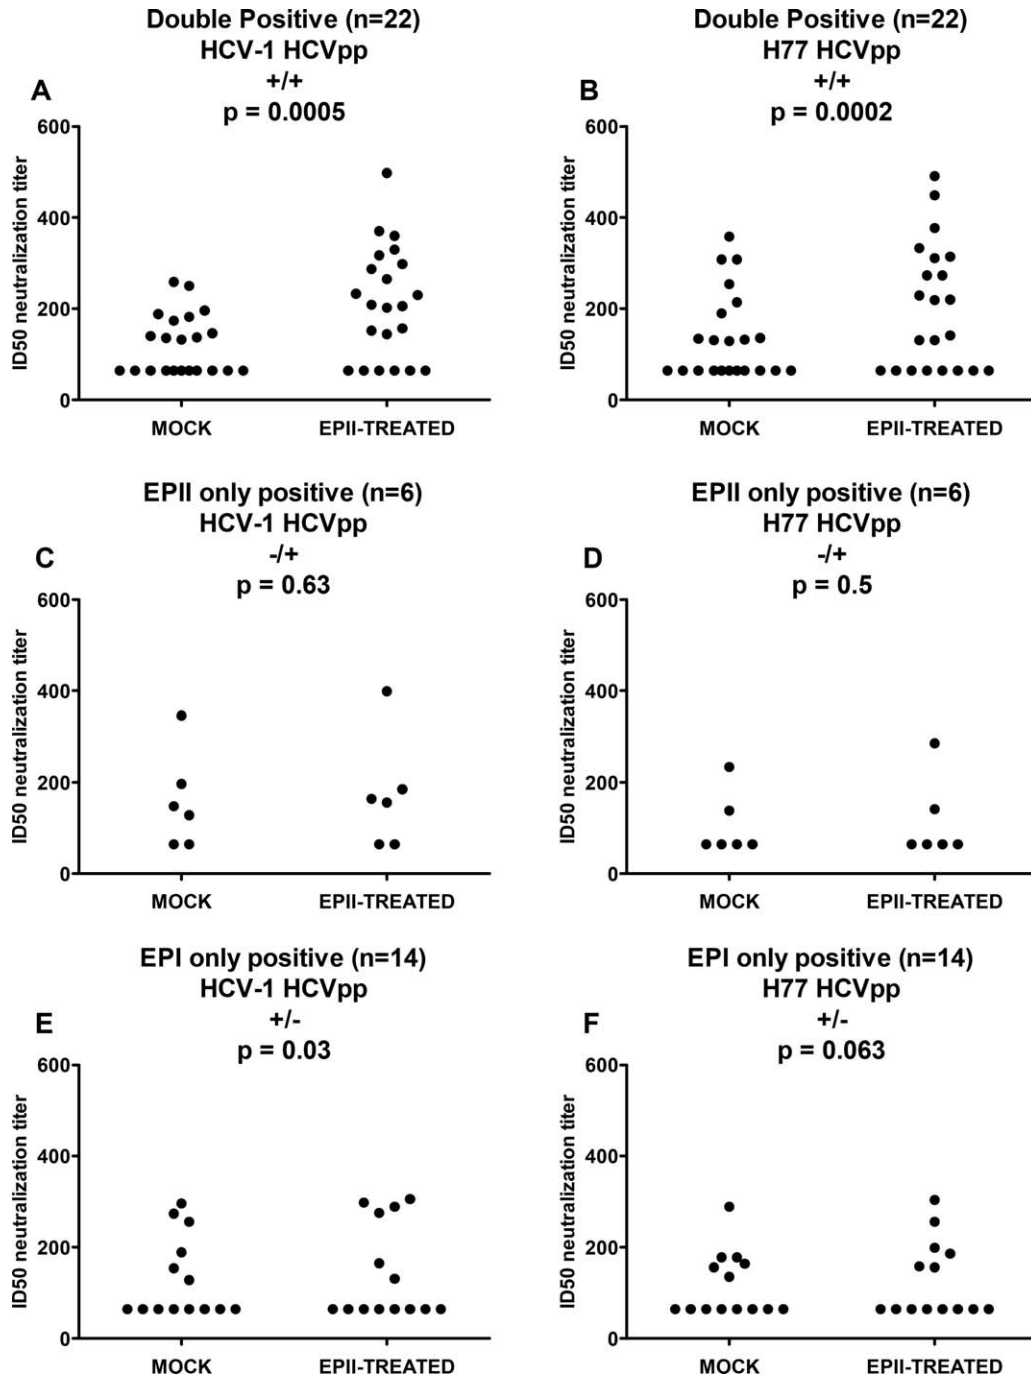 Double Positive (n=22)
HCV-1 HCVpp
+/+
A
p = 0.0005
600
400
200
0
ID50 neutralization titer
MOCK
EPII-TREATED
Double Positive (n=22)
H77 HCVpp
+/+
B
p = 0.0002
600
400
200
0
ID50 neutralization titer
MOCK
EPII-TREATED
EPII only positive (n=6)
HCV-1 HCVpp
-/+
C
p = 0.63
600
400
200
0
ID50 neutralization titer
MOCK
EPII-TREATED
EPII only positive (n=6)
H77 HCVpp
-/+
D
p = 0.5
600
400
200
0
ID50 neutralization titer
MOCK
EPII-TREATED
EPI only positive (n=14)
HCV-1 HCVpp
+/-
E
p = 0.03
600
400
200
0
ID50 neutralization titer
MOCK
EPII-TREATED
EPI only positive (n=14)
H77 HCVpp
+/-
F
p = 0.063
600
400
200
0
ID50 neutralization titer
MOCK
EPII-TREATED